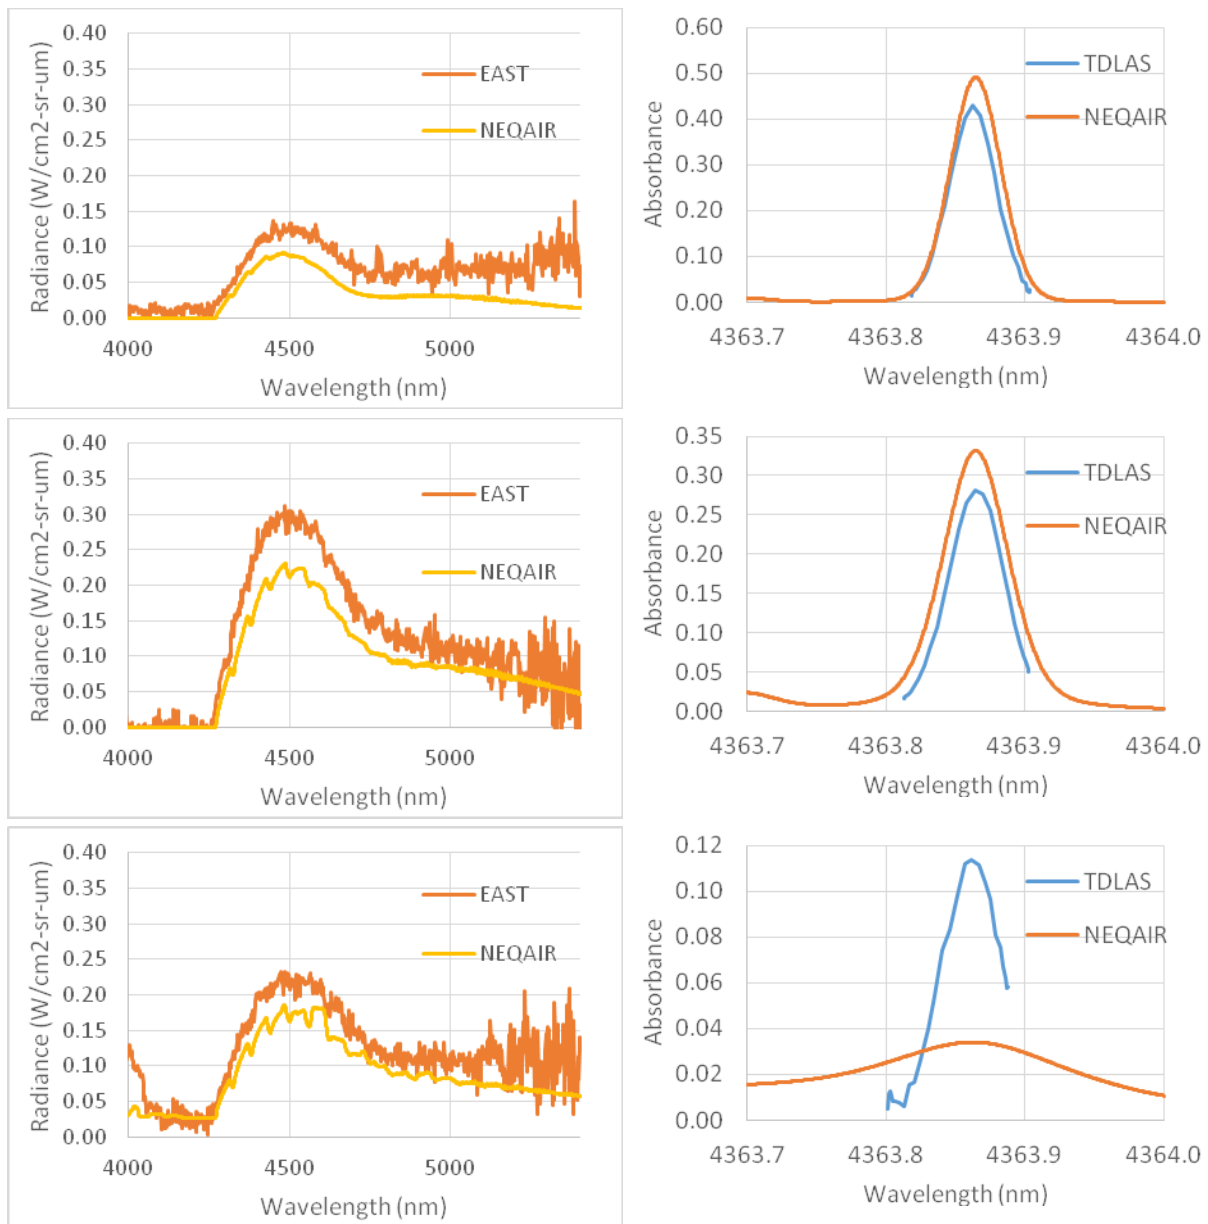 Radiance (W/cm2-sr-um)
0.40
0.35
0.30
0.25
0.20
0.15
0.10
0.05
0.00
EAST
NEQAIR
4000 4500 5000
Wavelength (nm)
Absorbance
0.60
0.50
0.40
0.30
0.20
0.10
0.00
TDLAS
NEQAIR
4363.7 4363.8 4363.9 4364.0
Wavelength (nm)
Radiance (W/cm2-sr-um)
0.40
0.35
0.30
0.25
0.20
0.15
0.10
0.05
0.00
EAST
NEQAIR
4000 4500 5000
Wavelength (nm)
Absorbance
0.35
0.30
0.25
0.20
0.15
0.10
0.05
0.00
TDLAS
NEQAIR
4363.7 4363.8 4363.9 4364.0
Wavelength (nm)
Radiance (W/cm2-sr-um)
0.40
0.35
0.30
0.25
0.20
0.15
0.10
0.05
0.00
EAST
NEQAIR
4000 4500 5000
Wavelength (nm)
Absorbance
0.12
0.10
0.08
0.06
0.04
0.02
0.00
TDLAS
NEQAIR
4363.7 4363.8 4363.9 4364.0
Wavelength (nm)